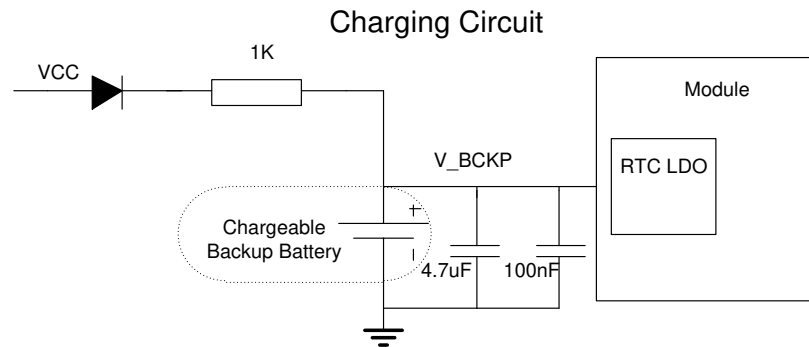 Charging Circuit
1K
VCC
Module
V_BCKP
RTC LDO
+
Chargeable
Backup Battery
-
4.7uF
100nF